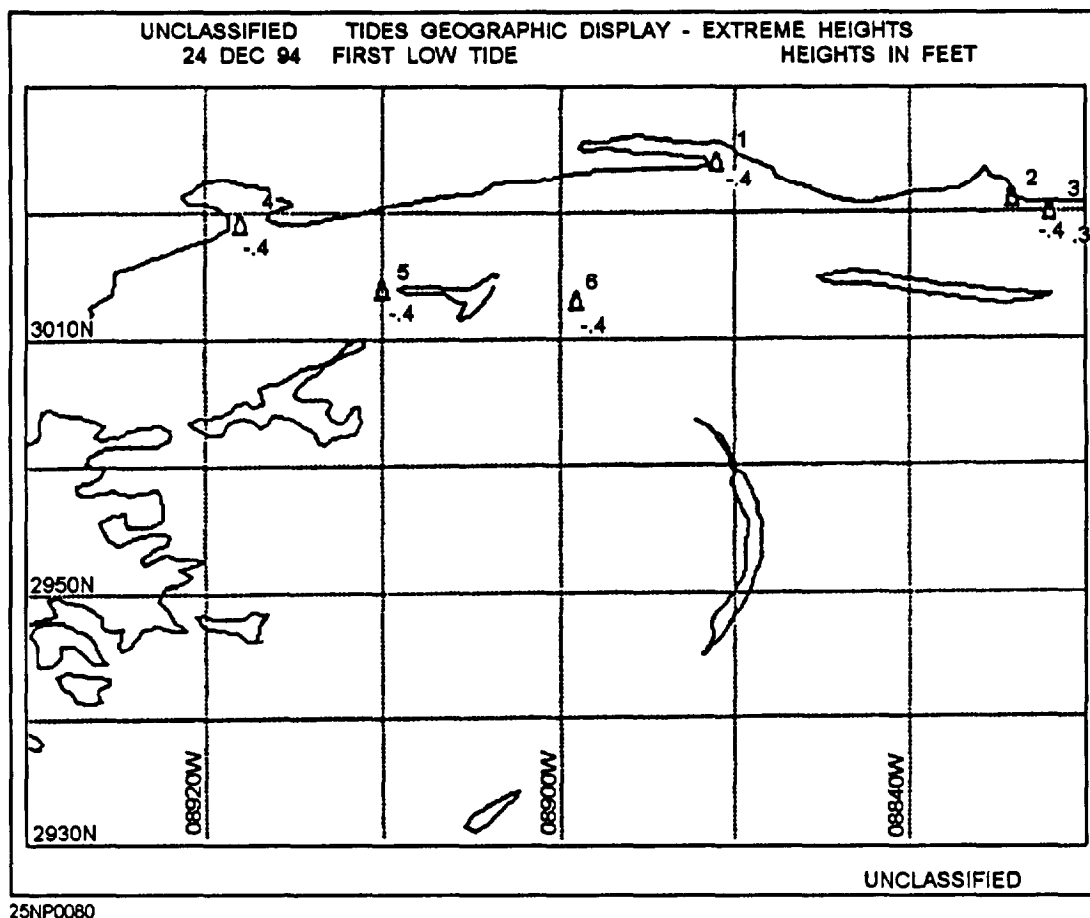 UNCLASSIFIED TIDES GEOGRAPHIC DISPLAY - EXTREME HEIGHTS
24 DEC 94 FIRST LOW TIDE HEIGHTS IN FEET
1
-.4
2
3
-.4
.3
4
-.4
5
-.4
6
-.4
3010N
2950N
2930N
08920W
08900W
08840W
UNCLASSIFIED
25NP0080